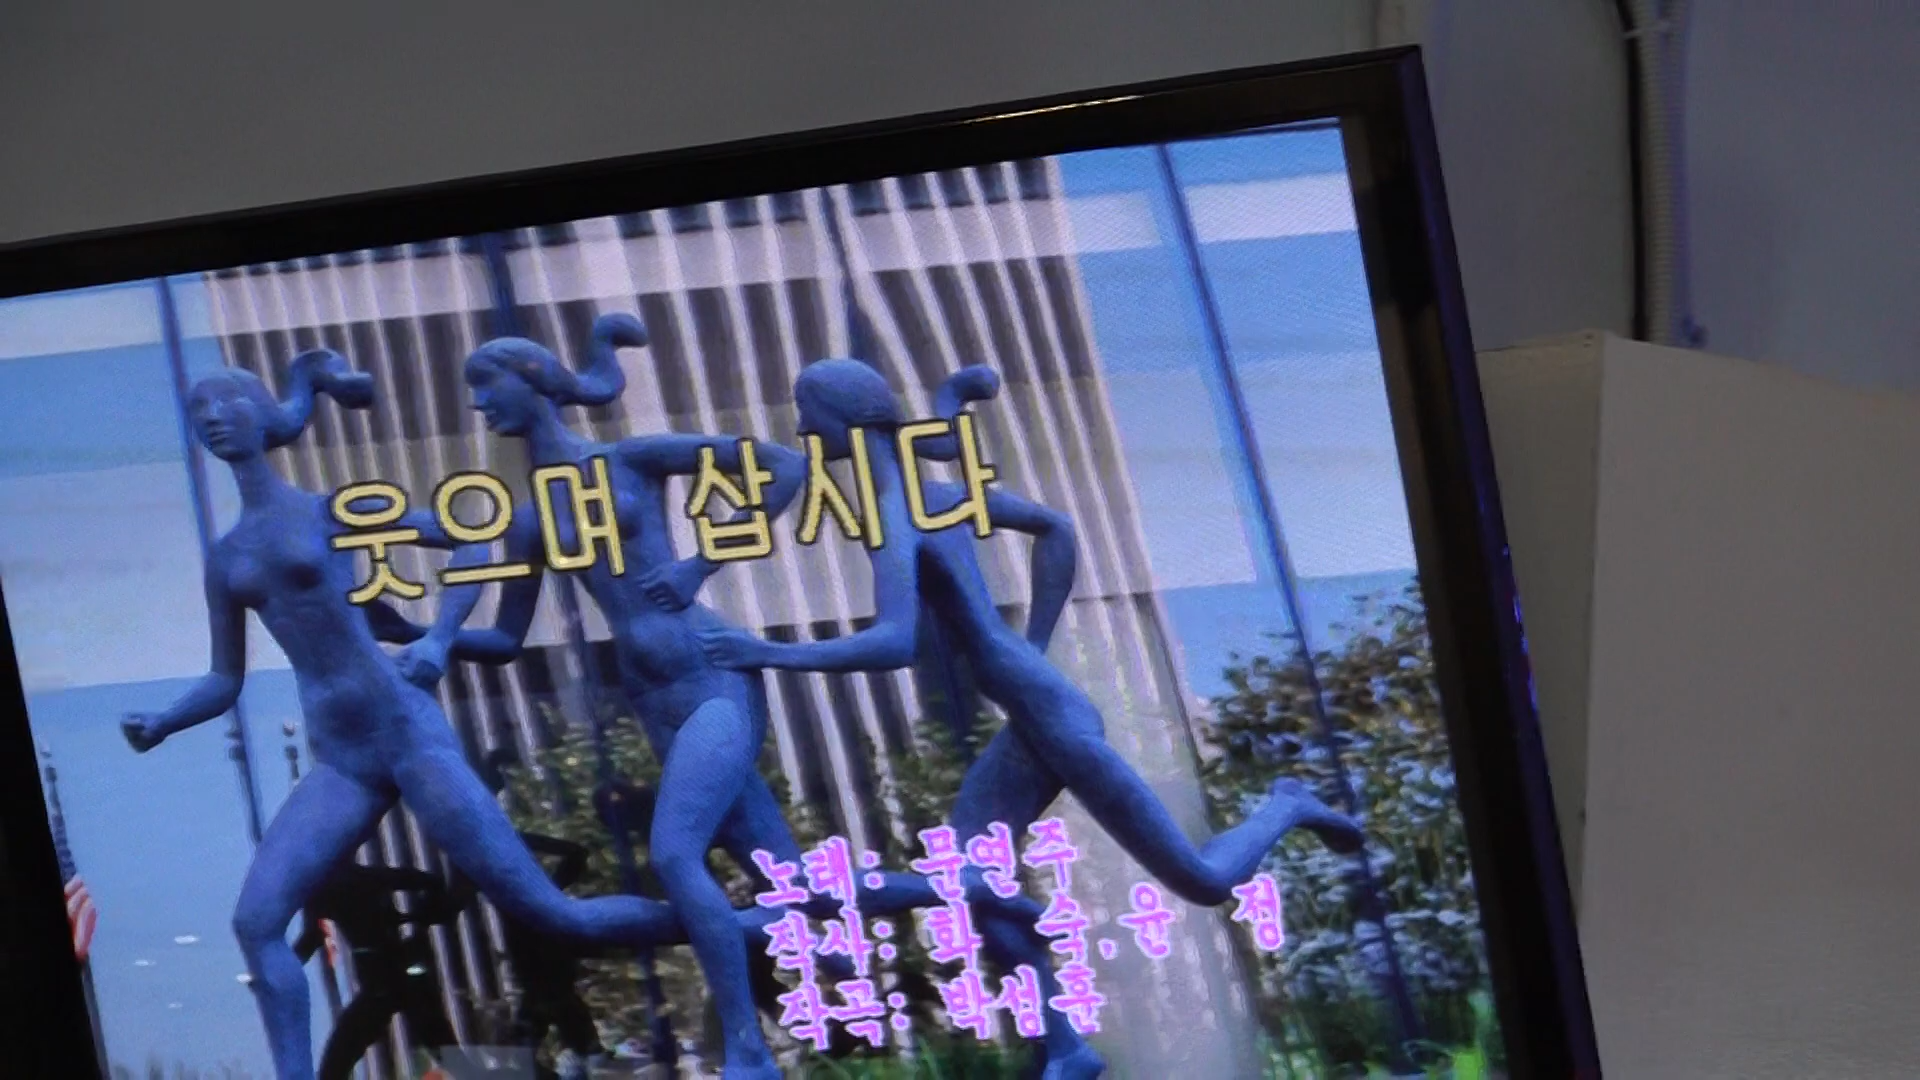 웃으며 삽시다
노래: 문연주
작사: 화 숙, 윤 정
작곡: 박성훈